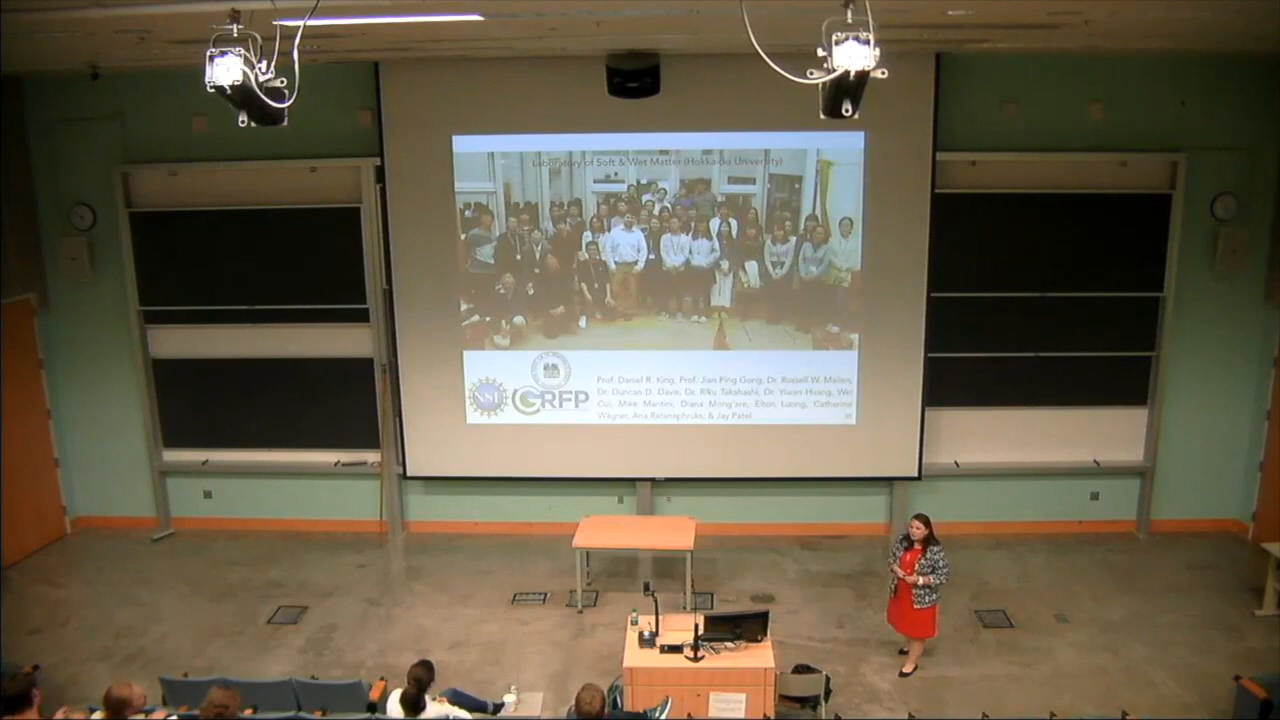 Laboratory of Soft & Wet Matter (Hokkaido University)
NSF
GRFP
Prof. Daniel R. King, Prof. Jian Ping Gong, Dr. Russell W. Mailen,
Dr. Duncan D. Davis, Dr. Riku Takahashi, Dr. Yiwan Huang, Wei
Cui, Mike Mantini, Diana Mong'are, Elton Luong, Catherine
Wagner, Ana Ratanaphruks, & Jay Patel